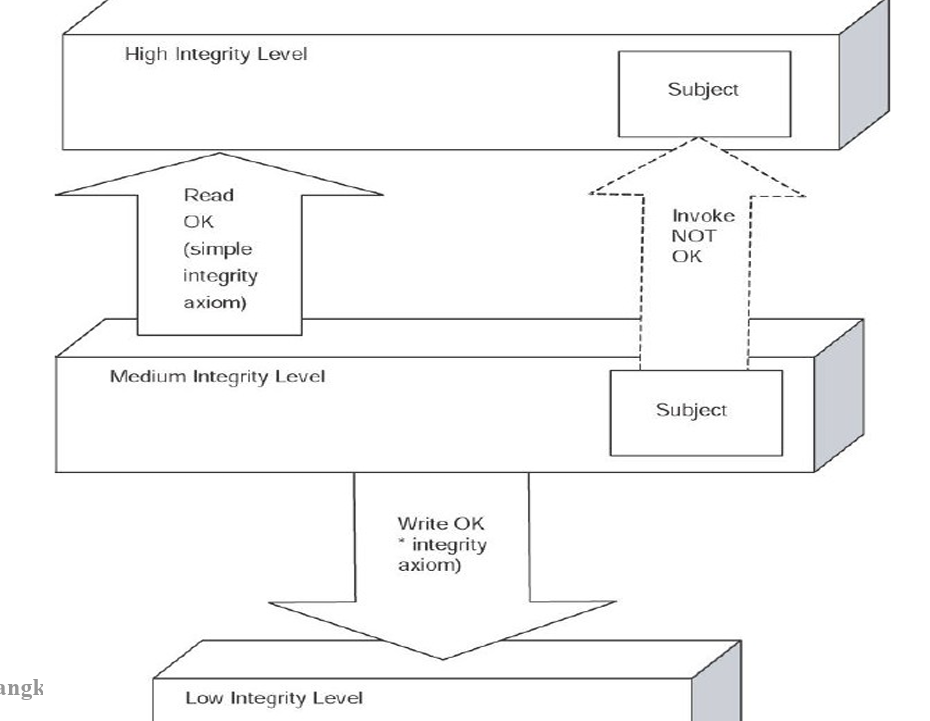 High Integrity Level
Subject
Read
OK
(simple
integrity
axiom)
Invoke
NOT
OK
Medium Integrity Level
Subject
Write OK
* integrity
axiom)
Low Integrity Level